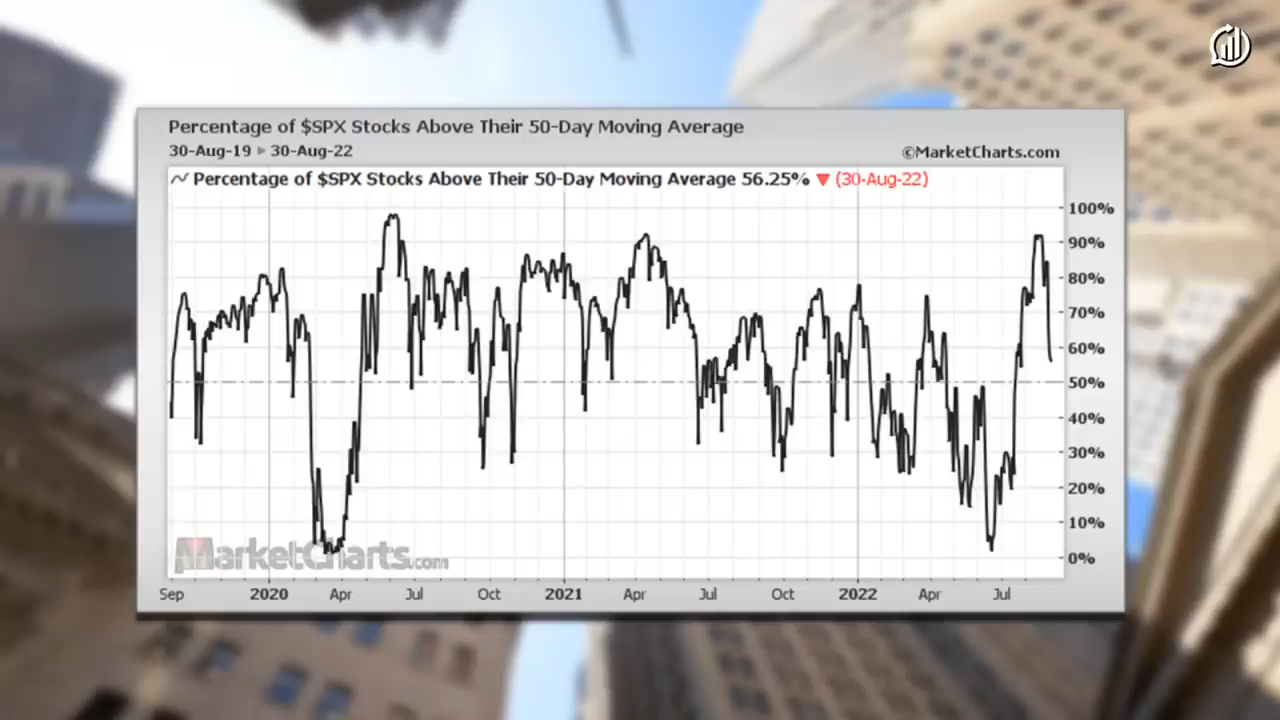 Percentage of $SPX Stocks Above Their 50-Day Moving Average
30-Aug-19 ▸ 30-Aug-22
©MarketCharts.com
Percentage of $SPX Stocks Above Their 50-Day Moving Average 56.25% ▼ (30-Aug-22)
100%
90%
80%
70%
60%
50%
40%
30%
20%
10%
0%
MarketCharts.com
Sep 2020 Apr Jul Oct 2021 Apr Jul Oct 2022 Apr Jul